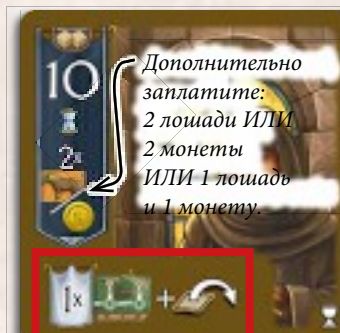 10
2x
Дополнительно
заплатите:
2 лошади ИЛИ
2 монеты
ИЛИ 1 лошадь
и 1 монету.
1x
+